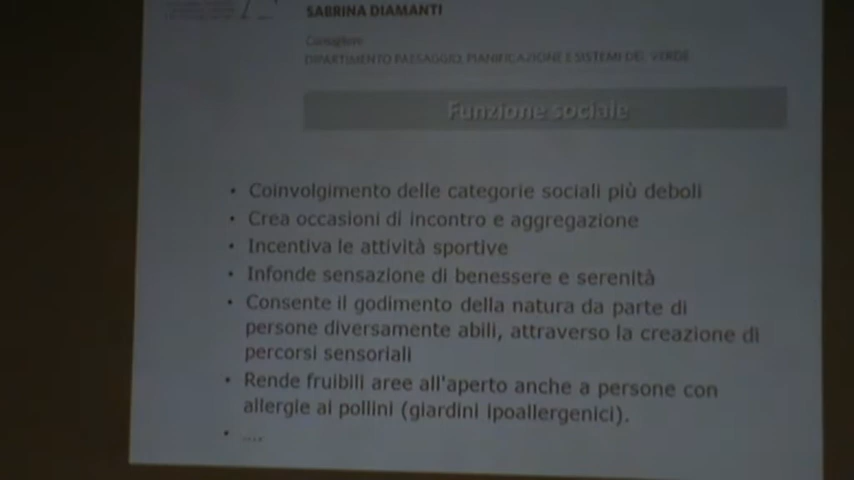 SABRINA DIAMANTI
Consigliere
DIPARTIMENTO PAESAGGIO, PIANIFICAZIONE E SISTEMI DEL VERDE
Funzione sociale
• Coinvolgimento delle categorie sociali più deboli
• Crea occasioni di incontro e aggregazione
• Incentiva le attività sportive
• Infonde sensazione di benessere e serenità
• Consente il godimento della natura da parte di
persone diversamente abili, attraverso la creazione di
percorsi sensoriali
• Rende fruibili aree all'aperto anche a persone con
allergie ai pollini (giardini ipoallergenici).
• ....